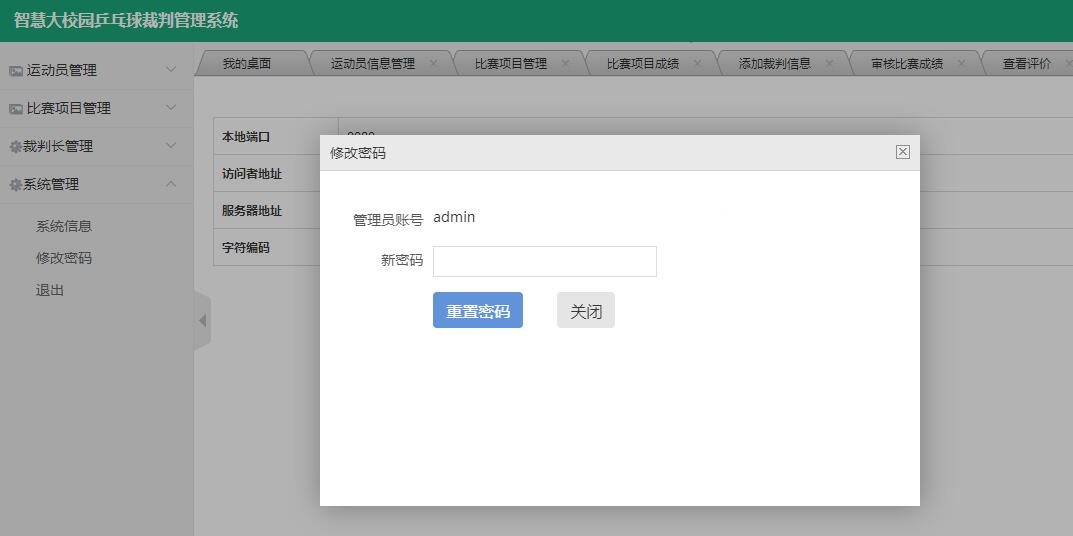 智慧大校园乒乓球裁判管理系统
运动员管理
比赛项目管理
裁判长管理
系统管理
系统信息
修改密码
退出
我的桌面 运动员信息管理 比赛项目管理 比赛项目成绩 添加裁判信息 审核比赛成绩 查看评价
本地端口
访问者地址
服务器地址
字符编码
修改密码
管理员账号 admin
新密码
重置密码 关闭